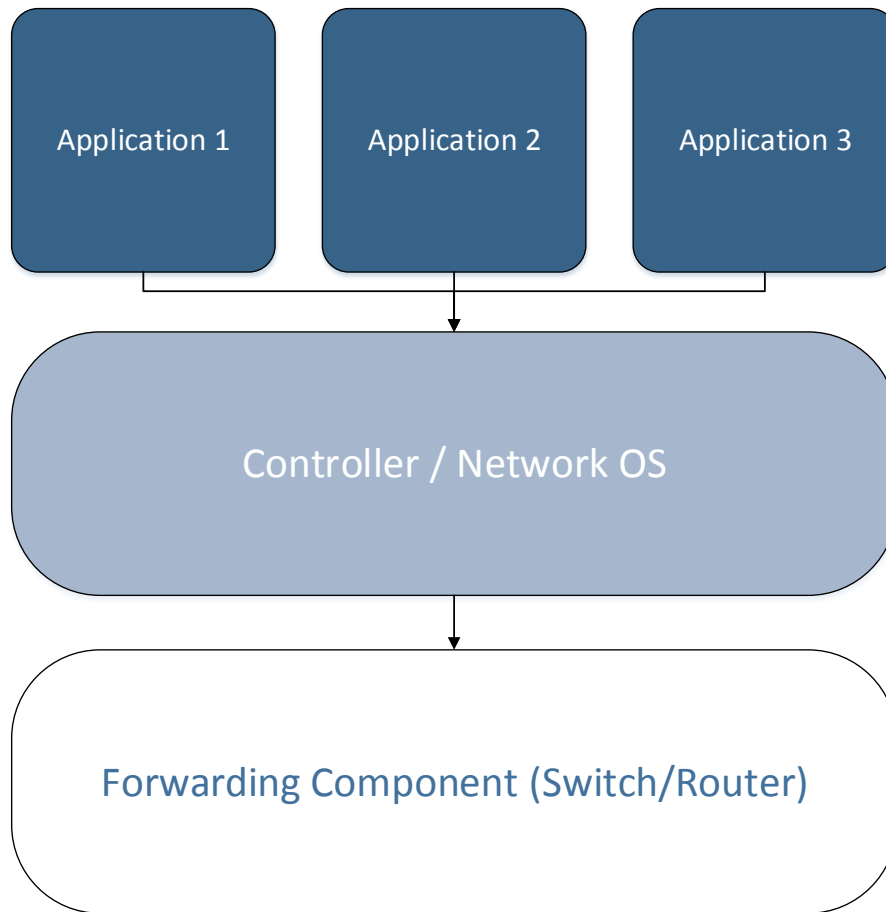 Application 1
Application 2
Application 3
Controller / Network OS
Forwarding Component (Switch/Router)